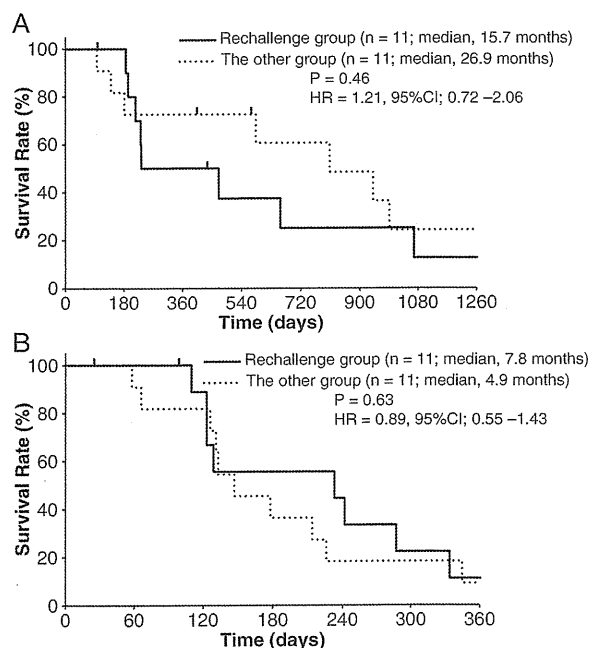 A
Rechallenge group (n = 11; median, 15.7 months)
The other group (n = 11; median, 26.9 months)
P = 0.46
HR = 1.21, 95%CI; 0.72 –2.06
Survival Rate (%)
100
80
60
40
20
0
0 180 360 540 720 900 1080 1260
Time (days)
B
Rechallenge group (n = 11; median, 7.8 months)
The other group (n = 11; median, 4.9 months)
P = 0.63
HR = 0.89, 95%CI; 0.55 –1.43
Survival Rate (%)
100
80
60
40
20
0
0 60 120 180 240 300 360
Time (days)